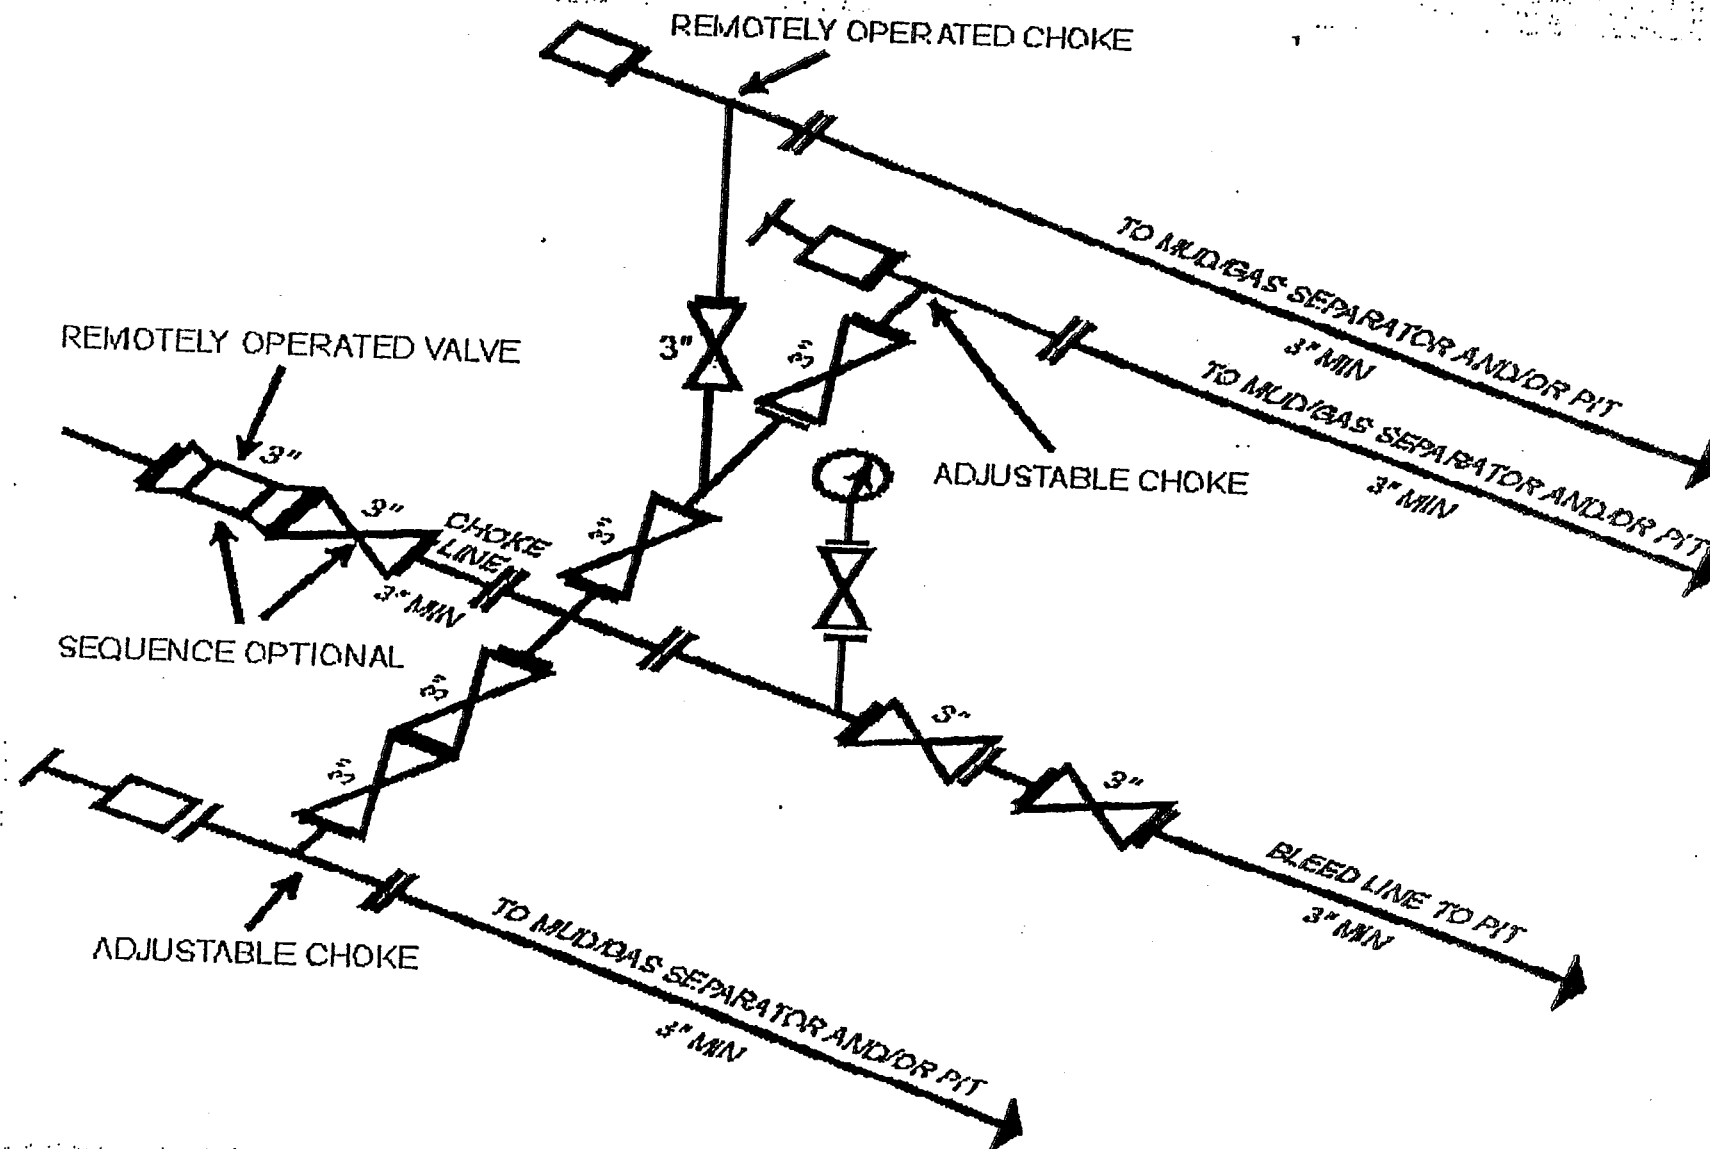 REMOTELY OPERATED CHOKE
TO MUD/GAS SEPARATOR AND/OR PIT
3" MIN
3"
3"
TO MUD/GAS SEPARATOR AND/OR PIT
3" MIN
REMOTELY OPERATED VALVE
ADJUSTABLE CHOKE
3"
3"
CHOKE
LINE
3" MIN
3"
SEQUENCE OPTIONAL
3"
3"
3"
3"
BLEED LINE TO PIT
3" MIN
ADJUSTABLE CHOKE
TO MUD/GAS SEPARATOR AND/OR PIT
3" MIN